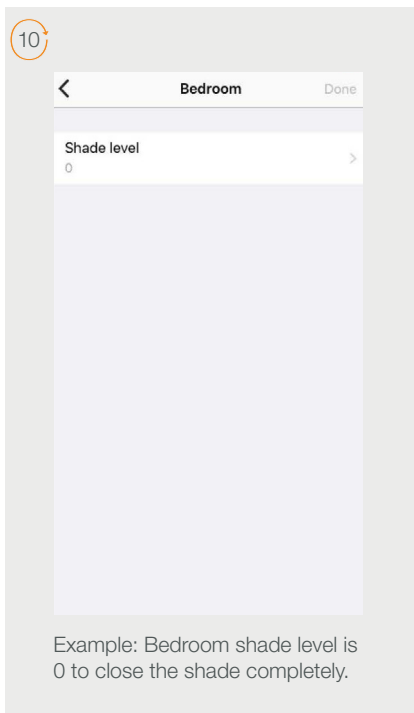 10
Bedroom Done
Shade level
0
Example: Bedroom shade level is
0 to close the shade completely.